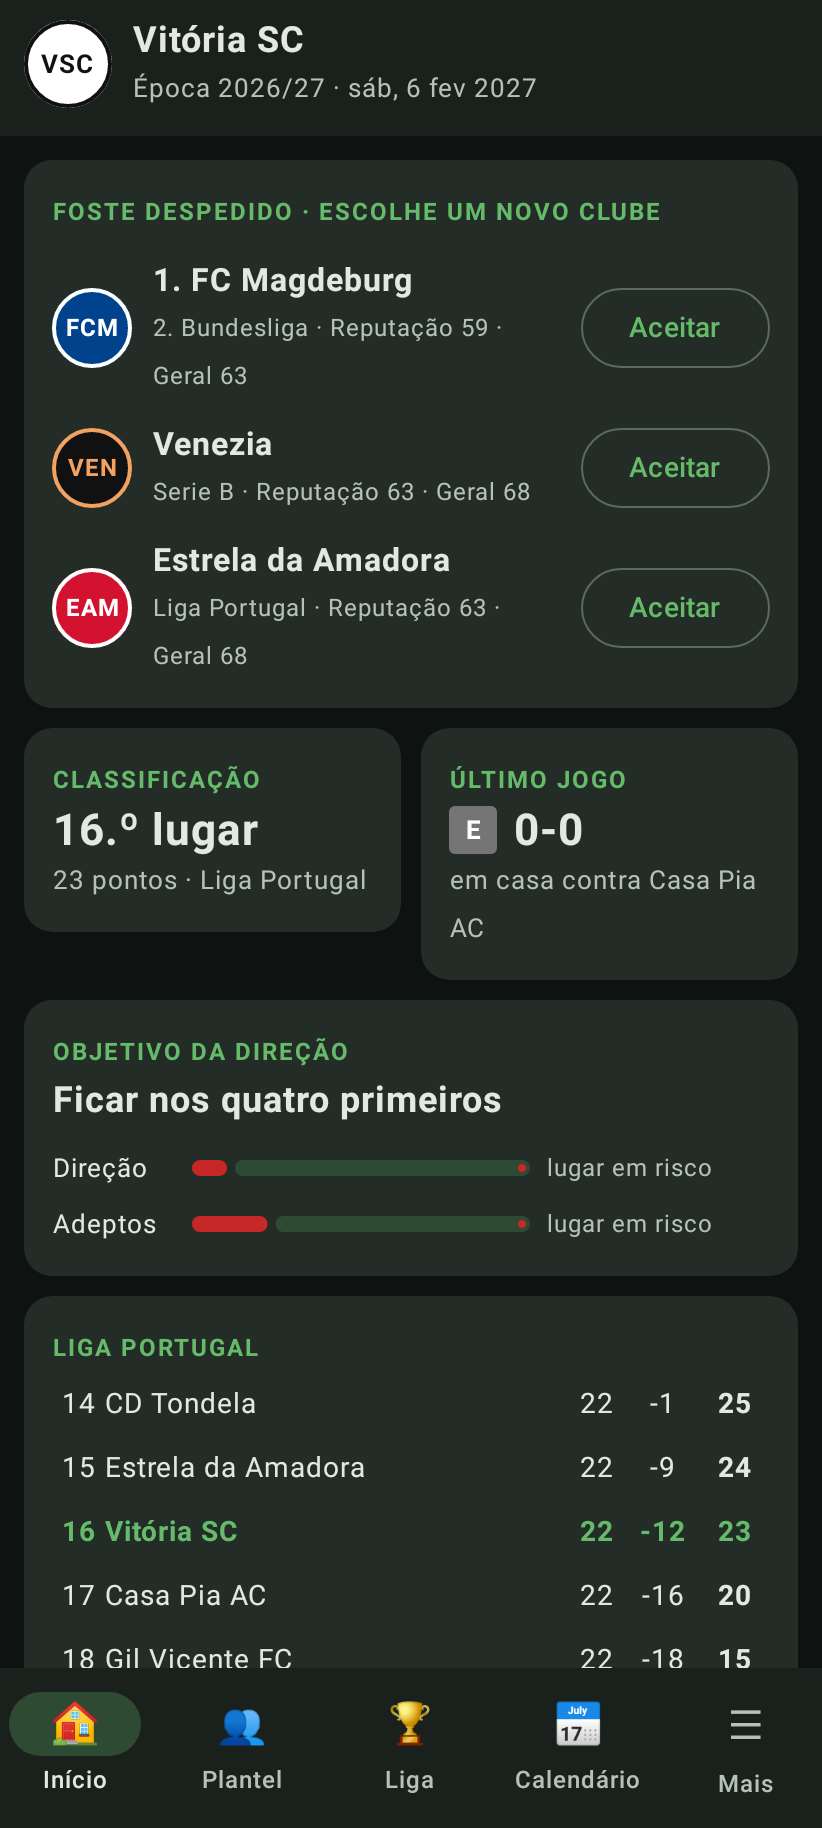 VSC
Vitória SC
Época 2026/27 · sáb, 6 fev 2027
FOSTE DESPEDIDO · ESCOLHE UM NOVO CLUBE
FCM
1. FC Magdeburg
2. Bundesliga · Reputação 59 ·
Geral 63
Aceitar
VEN
Venezia
Serie B · Reputação 63 · Geral 68
Aceitar
EAM
Estrela da Amadora
Liga Portugal · Reputação 63 ·
Geral 68
Aceitar
CLASSIFICAÇÃO
16.º lugar
23 pontos · Liga Portugal
ÚLTIMO JOGO
E 0-0
em casa contra Casa Pia
AC
OBJETIVO DA DIREÇÃO
Ficar nos quatro primeiros
Direção lugar em risco
Adeptos lugar em risco
LIGA PORTUGAL
14 CD Tondela 22 -1 25
15 Estrela da Amadora 22 -9 24
16 Vitória SC 22 -12 23
17 Casa Pia AC 22 -16 20
18 Gil Vicente FC 22 -18 15
July
17
Início Plantel Liga Calendário Mais